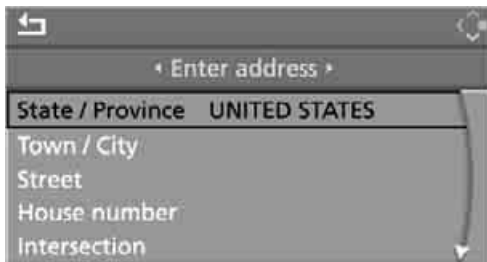 Enter address
State / Province UNITED STATES
Town / City
Street
House number
Intersection